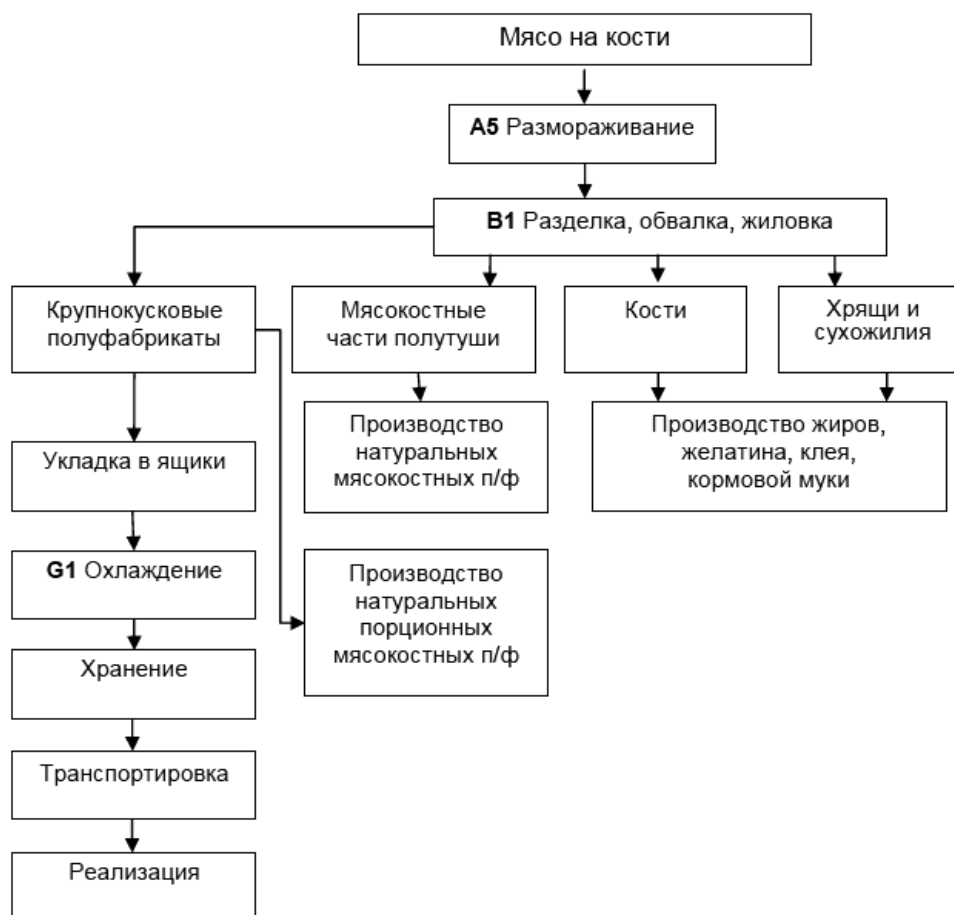 Мясо на кости
A5 Размораживание
B1 Разделка, обвалка, жиловка
Крупнокусковые
полуфабрикаты
Мясокостные
части полутуши
Кости
Хрящи и
сухожилия
Производство
натуральных
мясокостных п/ф
Производство жиров,
желатина, клея,
кормовой муки
Укладка в ящики
G1 Охлаждение
Производство
натуральных
порционных
мясокостных п/ф
Хранение
Транспортировка
Реализация